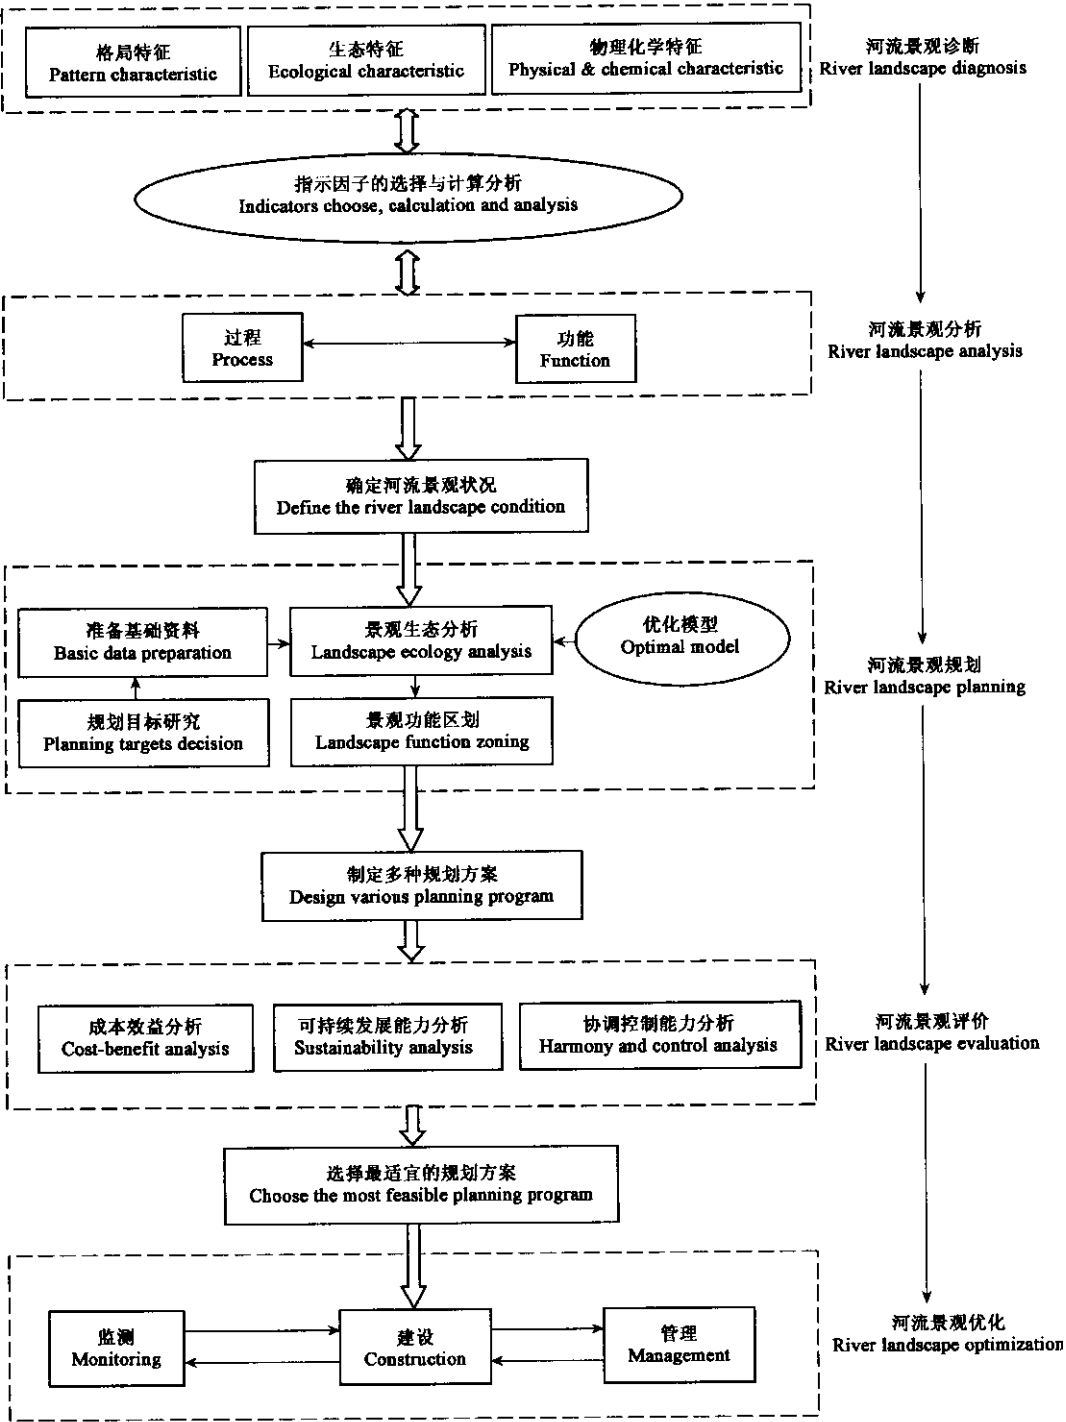 格局特征
Pattern characteristic
生态特征
Ecological characteristic
物理化学特征
Physical & chemical characteristic
河流景观诊断
River landscape diagnosis
指示因子的选择与计算分析
Indicators choose, calculation and analysis
过程
Process
功能
Function
河流景观分析
River landscape analysis
确定河流景观状况
Define the river landscape condition
准备基础资料
Basic data preparation
景观生态分析
Landscape ecology analysis
优化模型
Optimal model
河流景观规划
River landscape planning
规划目标研究
Planning targets decision
景观功能区划
Landscape function zoning
制定多种规划方案
Design various planning program
成本效益分析
Cost-benefit analysis
可持续发展能力分析
Sustainability analysis
协调控制能力分析
Harmony and control analysis
河流景观评价
River landscape evaluation
选择最适宜的规划方案
Choose the most feasible planning program
监测
Monitoring
建设
Construction
管理
Management
河流景观优化
River landscape optimization